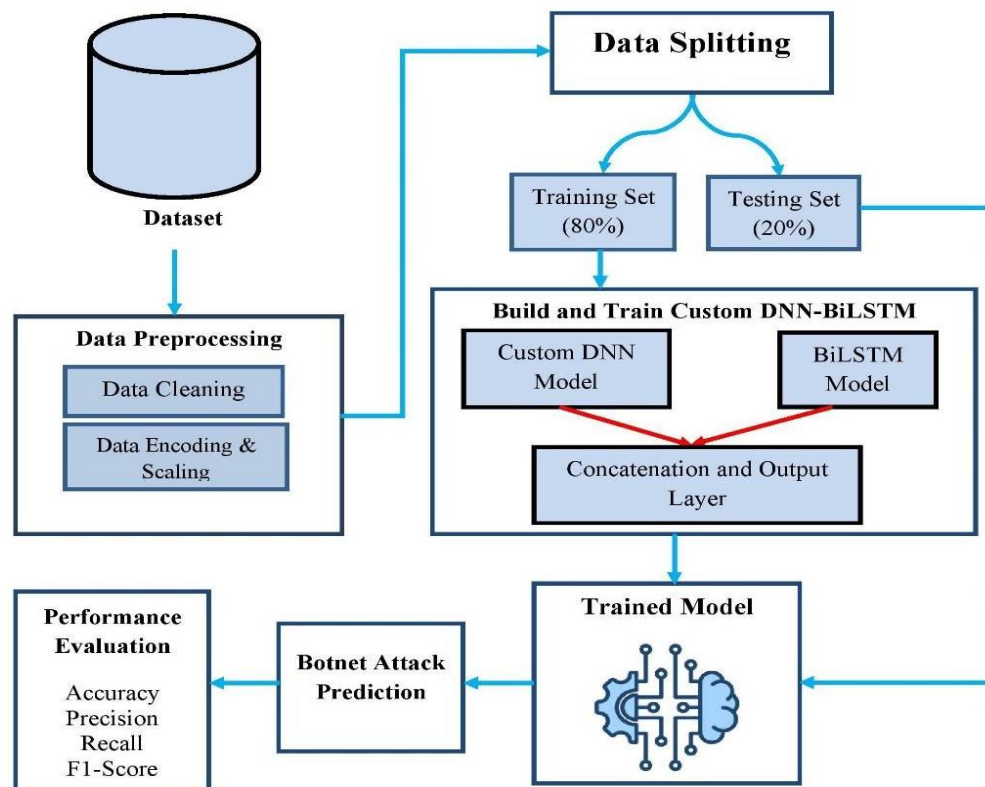 Dataset
Data Preprocessing
Data Cleaning
Data Encoding &
Scaling
Data Splitting
Training Set
(80%)
Testing Set
(20%)
Build and Train Custom DNN-BiLSTM
Custom DNN
Model
BiLSTM
Model
Concatenation and Output
Layer
Trained Model
Botnet Attack
Prediction
Performance
Evaluation
Accuracy
Precision
Recall
F1-Score